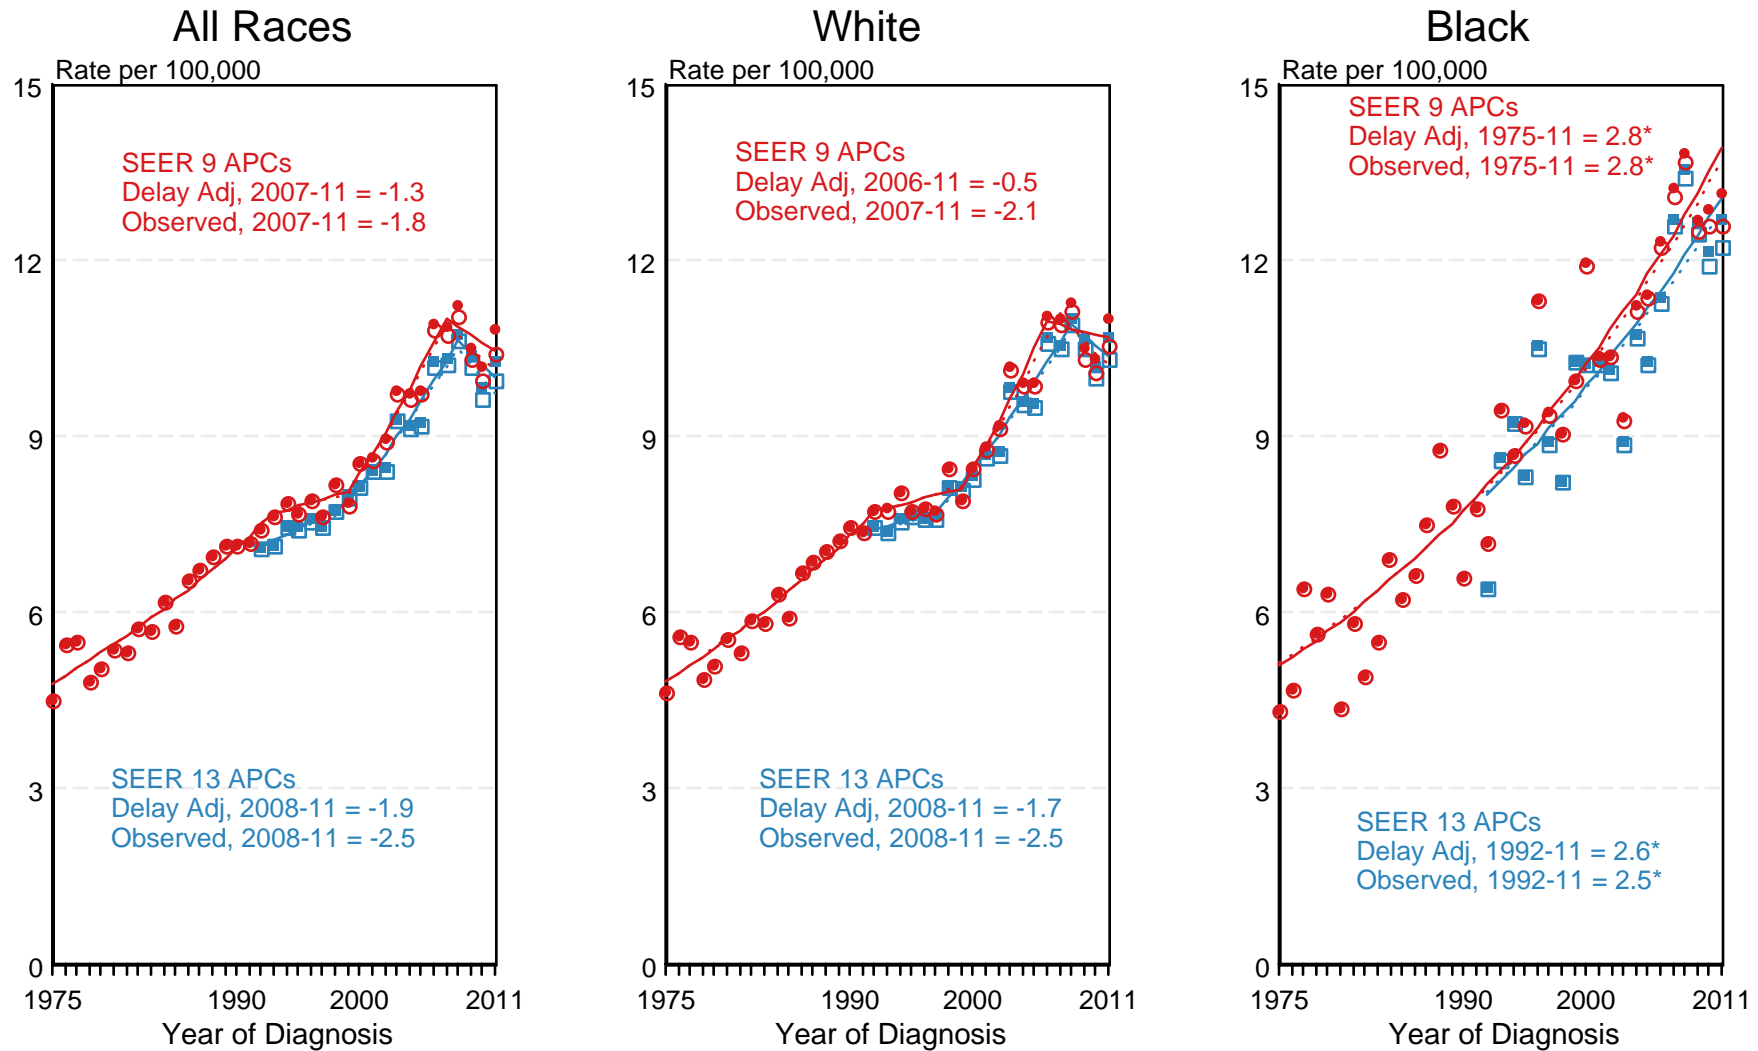 All Races
Rate per 100,000
15
12
9
6
3
0
SEER 9 APCs
Delay Adj, 2007-11 = -1.3
Observed, 2007-11 = -1.8
SEER 13 APCs
Delay Adj, 2008-11 = -1.9
Observed, 2008-11 = -2.5
1975 1990 2000 2011
Year of Diagnosis
White
Rate per 100,000
15
12
9
6
3
0
SEER 9 APCs
Delay Adj, 2006-11 = -0.5
Observed, 2007-11 = -2.1
SEER 13 APCs
Delay Adj, 2008-11 = -1.7
Observed, 2008-11 = -2.5
1975 1990 2000 2011
Year of Diagnosis
Black
Rate per 100,000
15
12
9
6
3
0
SEER 9 APCs
Delay Adj, 1975-11 = 2.8*
Observed, 1975-11 = 2.8*
SEER 13 APCs
Delay Adj, 1992-11 = 2.6*
Observed, 1992-11 = 2.5*
1975 1990 2000 2011
Year of Diagnosis